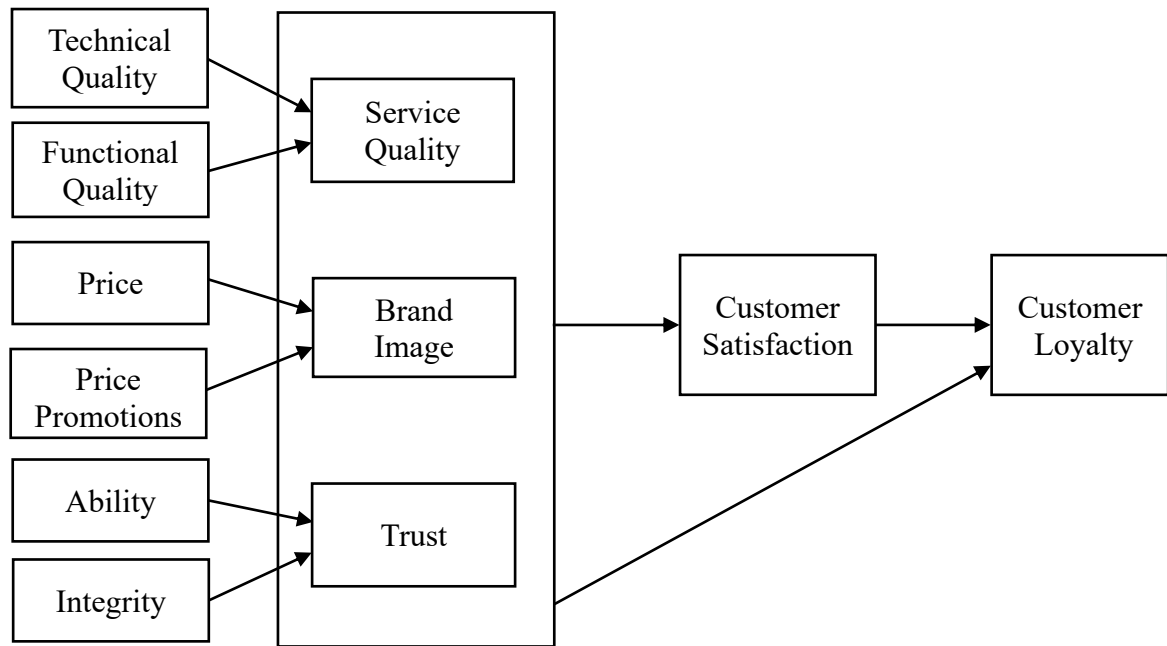 Technical
Quality
Functional
Quality
Price
Price
Promotions
Ability
Integrity
Service
Quality
Brand
Image
Trust
Customer
Satisfaction
Customer
Loyalty